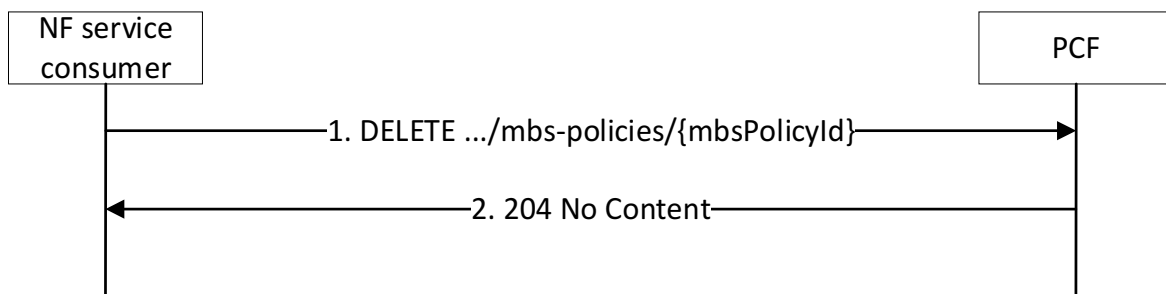 NF service
consumer
PCF
1. DELETE .../mbs-policies/{mbsPolicyId}
2. 204 No Content